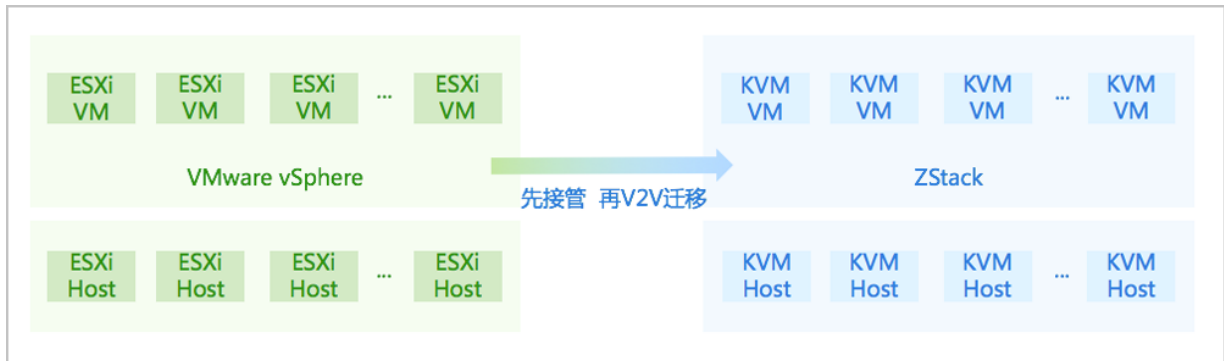 ESXi
VM
ESXi
VM
ESXi
VM
...
ESXi
VM
VMware vSphere
KVM
VM
KVM
VM
KVM
VM
...
KVM
VM
ZStack
先接管 再V2V迁移
ESXi
Host
ESXi
Host
ESXi
Host
...
ESXi
Host
KVM
Host
KVM
Host
KVM
Host
...
KVM
Host